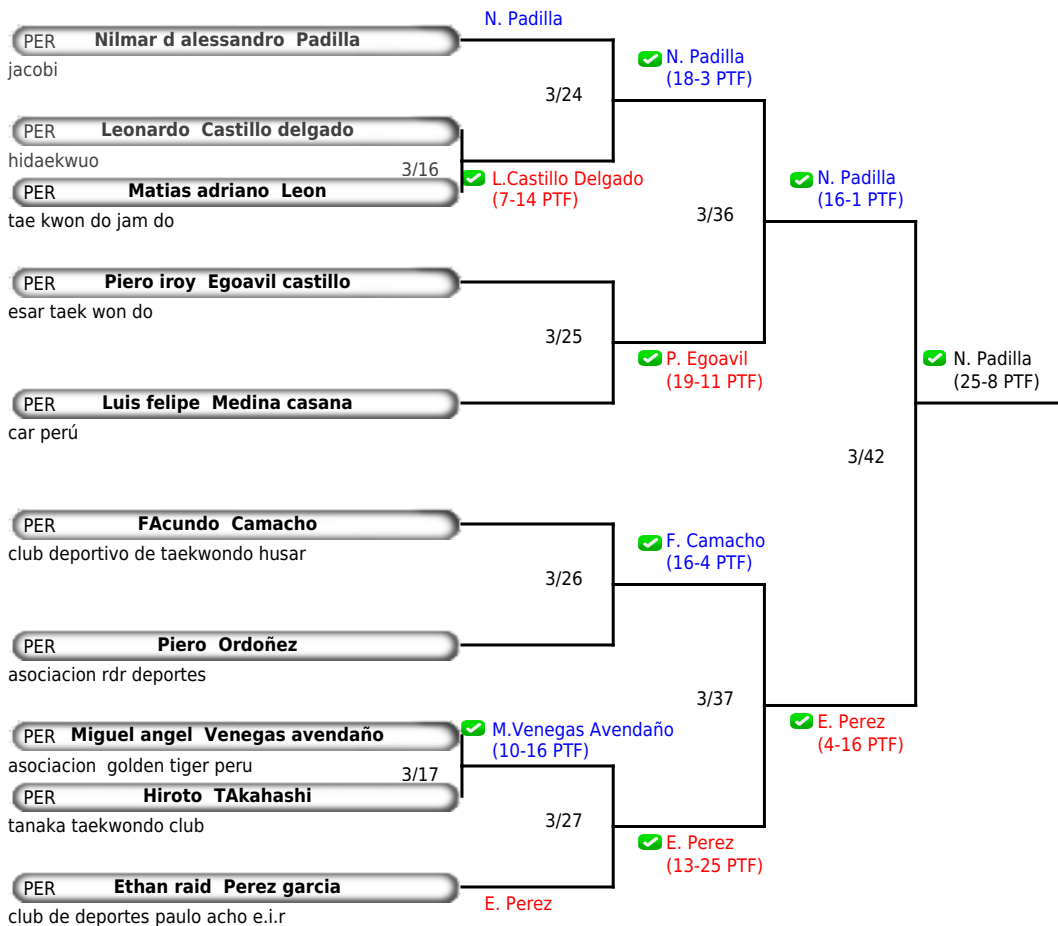 N. Padilla
PER Nilmar d alessandro Padilla
jacobi
N. Padilla
(18-3 PTF)
3/24
PER Leonardo Castillo delgado
hidaekwuo
3/16
PER Matias adriano Leon
tae kwon do jam do
L.Castillo Delgado
(7-14 PTF)
N. Padilla
(16-1 PTF)
3/36
PER Piero iroy Egoavil castillo
esar taek won do
3/25
P. Egoavil
(19-11 PTF)
N. Padilla
(25-8 PTF)
PER Luis felipe Medina casana
car perú
3/42
PER FAcundo Camacho
club deportivo de taekwondo husar
F. Camacho
(16-4 PTF)
3/26
PER Piero Ordoñez
asociacion rdr deportes
3/37
PER Miguel angel Venegas avendaño
asociacion golden tiger peru
M.Venegas Avendaño
(10-16 PTF)
E. Perez
(4-16 PTF)
3/17
PER Hiroto TAkahashi
tanaka taekwondo club
3/27
E. Perez
(13-25 PTF)
PER Ethan raid Perez garcia
club de deportes paulo acho e.i.r
E. Perez